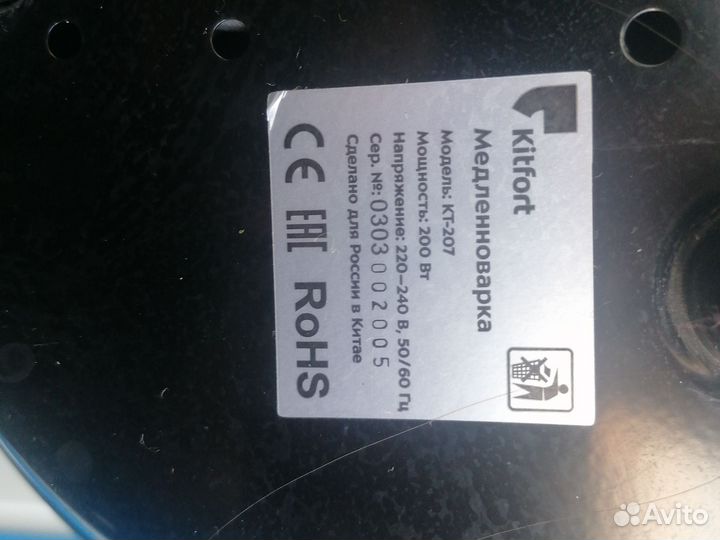 Kitfort
Медленноварка
Модель: КТ-207
Мощность: 200 Вт
Напряжение: 220–240 В, 50/60 Гц
Сер. №: 0303002005
Сделано для России в Китае
CE EAC RoHS
Avito